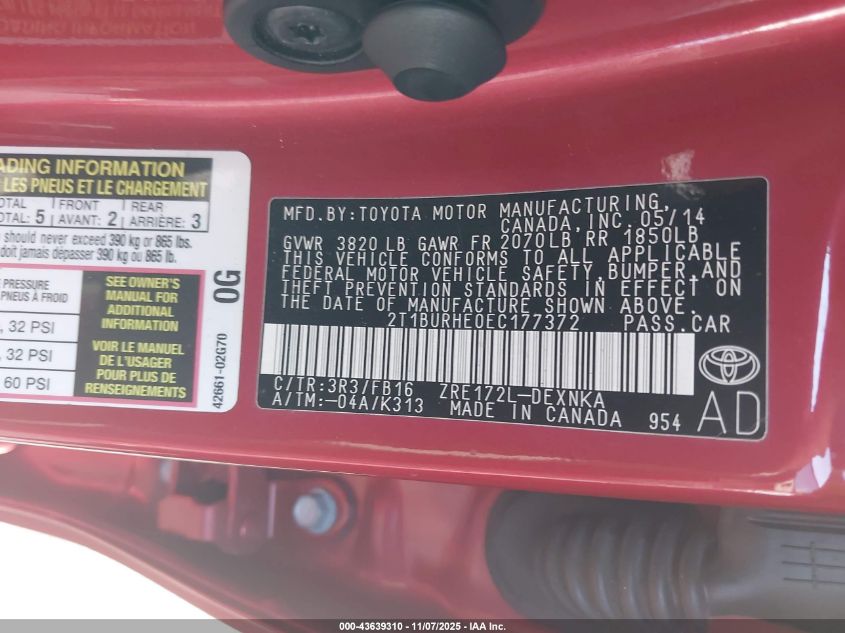 ADING INFORMATION
LES PNEUS ET LE CHARGEMENT
OTAL FRONT REAR
OTAL: 5 AVANT: 2 ARRIÈRE: 3
should never exceed 390 kg or 865 lbs.
doit jamais dépasser 390 kg ou 865 lb.
PRESSURE
PNEUS À FROID
, 32 PSI
, 32 PSI
60 PSI
SEE OWNER'S
MANUAL FOR
ADDITIONAL
INFORMATION
VOIR LE MANUEL
DE L'USAGER
POUR PLUS DE
RENSEIGNEMENTS
0G
42661-02G70
MFD. BY: TOYOTA MOTOR MANUFACTURING,
CANADA, INC. 05/14
GVWR 3820 LB GAWR FR 2070LB RR 1850LB
THIS VEHICLE CONFORMS TO ALL APPLICABLE
FEDERAL MOTOR VEHICLE SAFETY, BUMPER, AND
THEFT PREVENTION STANDARDS IN EFFECT ON
THE DATE OF MANUFACTURE SHOWN ABOVE.
2T1BURHE0EC177372 PASS. CAR
C/TR: 3R3/FB16 ZRE172L-DEXNKA
A/TM: -04A/K313 MADE IN CANADA 954
AD
000-43639310 - 11/07/2025 - IAA Inc.